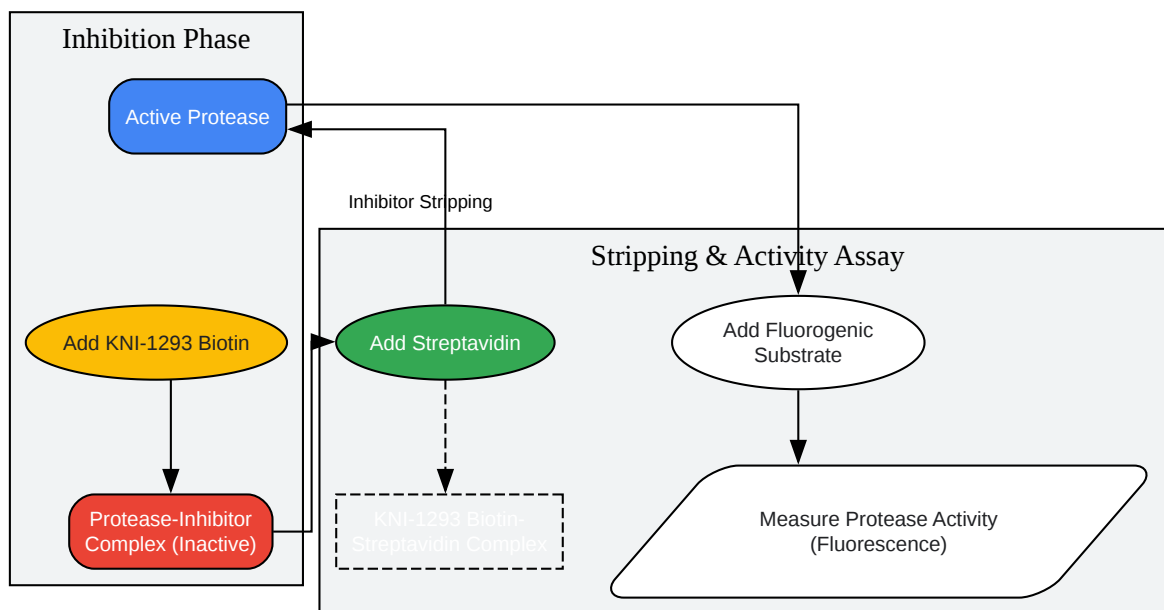 Inhibition Phase
Active Protease
Inhibitor Stripping
Stripping & Activity Assay
Add KNI-1293 Biotin
Add Streptavidin
Add Fluorogenic
Substrate
Protease-Inhibitor
Complex (Inactive)
KNI-1293 Biotin-
Streptavidin Complex
Measure Protease Activity
(Fluorescence)